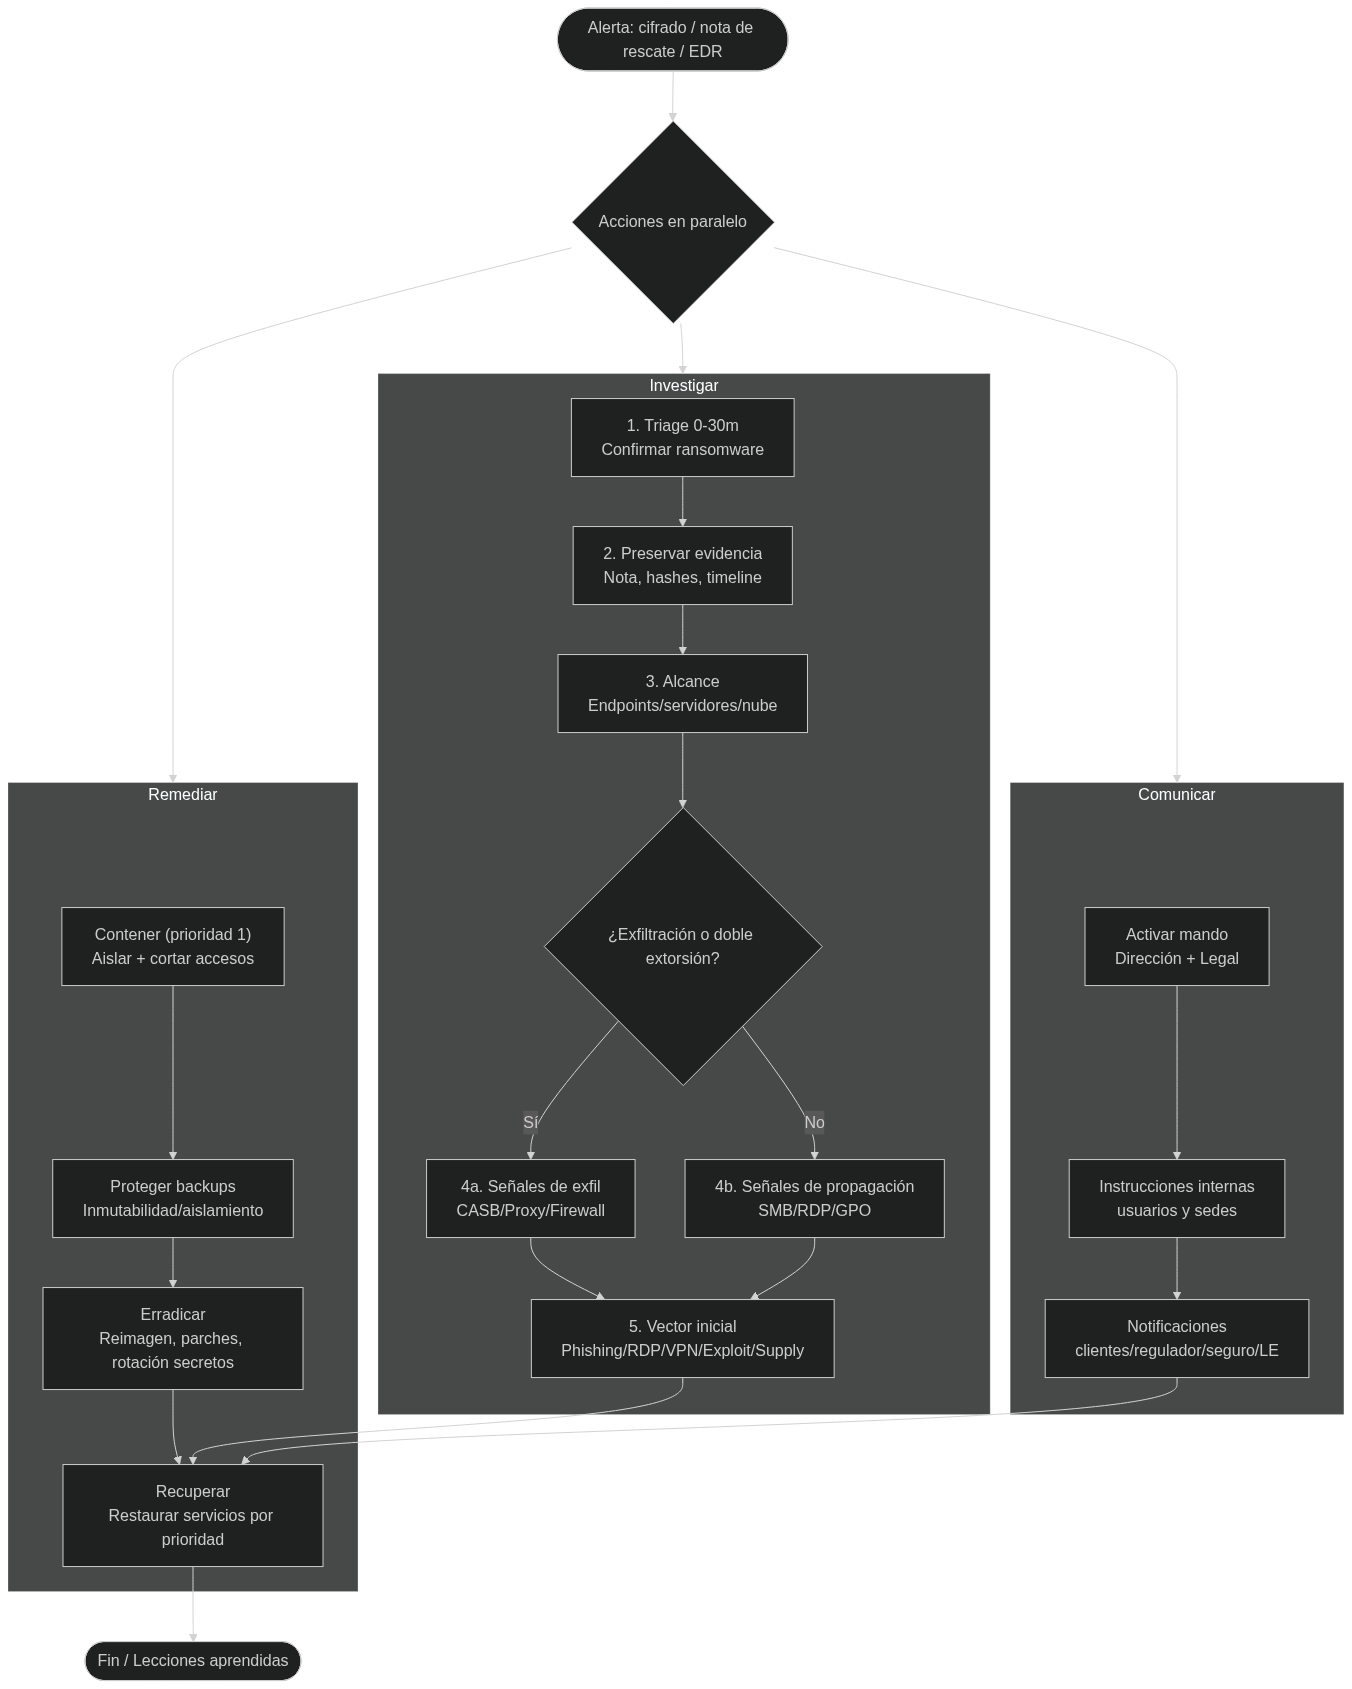 Alerta: cifrado / nota de
rescate / EDR
Acciones en paralelo
Investigar
1. Triage 0-30m
Confirmar ransomware
2. Preservar evidencia
Nota, hashes, timeline
3. Alcance
Endpoints/servidores/nube
¿Exfiltración o doble
extorsión?
Sí
No
4a. Señales de exfil
CASB/Proxy/Firewall
4b. Señales de propagación
SMB/RDP/GPO
5. Vector inicial
Phishing/RDP/VPN/Exploit/Supply
Remediar
Contener (prioridad 1)
Aislar + cortar accesos
Proteger backups
Inmutabilidad/aislamiento
Erradicar
Reimagen, parches,
rotación secretos
Recuperar
Restaurar servicios por
prioridad
Comunicar
Activar mando
Dirección + Legal
Instrucciones internas
usuarios y sedes
Notificaciones
clientes/regulador/seguro/LE
Fin / Lecciones aprendidas